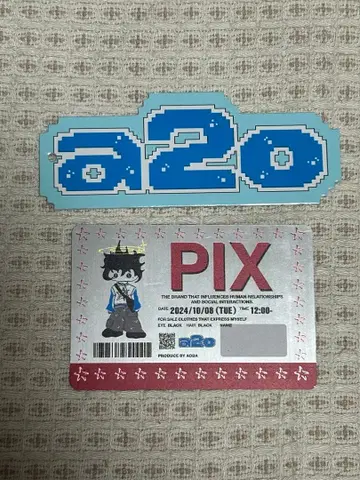 a2o
PIX
THE BRAND THAT INFLUENCES HUMAN RELATIONSHIPS
AND SOCIAL INTERACTIONS.
DATE 2024/10/08 (TUE) TIME 12:00-
FOR SALE CLOTHES THAT EXPRESS MYSELF
EYE BLACK HAIR BLACK NAME
a2o
PRODUCE BY AOBA